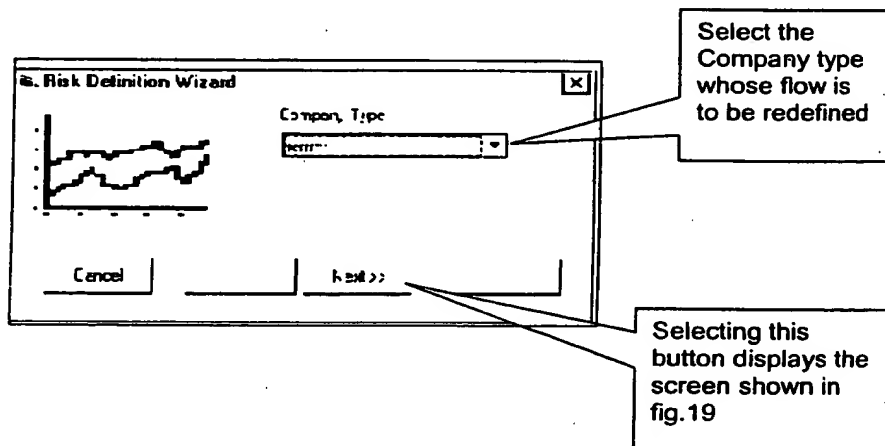 Select the
Company type
whose flow is
to be redefined
Risk Definition Wizard
Company Type
Cancel
Next >>
Selecting this
button displays the
screen shown in
fig.19